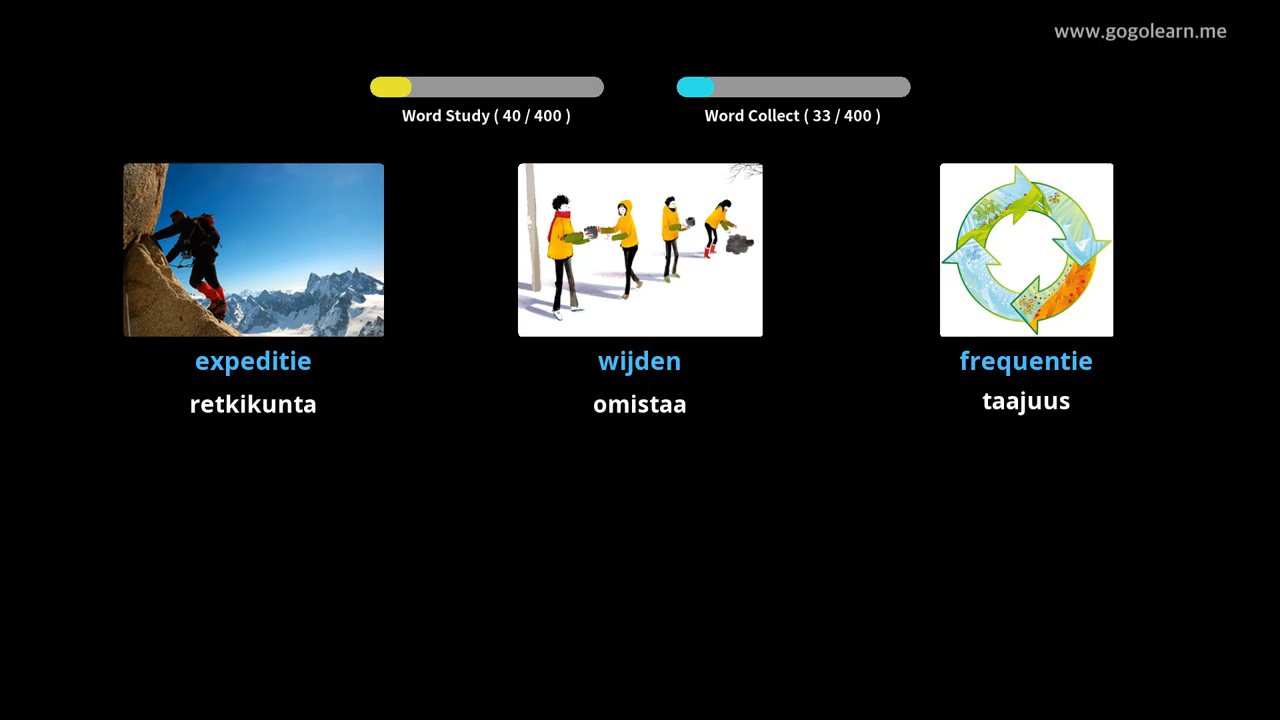 www.gogolearn.me
Word Study ( 40 / 400 )
Word Collect ( 33 / 400 )
expeditie
wijden
frequentie
retkikunta
omistaa
taajuus